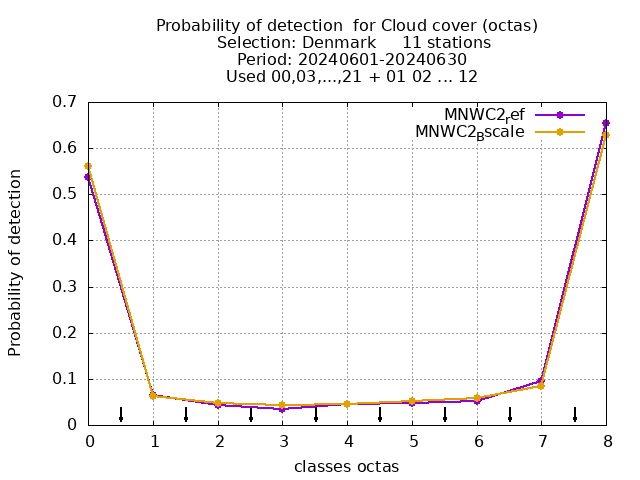 Probability of detection  for Cloud cover (octas)
Selection: Denmark     11 stations
Period: 20240601-20240630
Used 00,03,...,21 + 01 02 ... 12
MNWC2ref
MNWC2Bscale
0.7
0.6
0.5
0.4
0.3
0.2
0.1
0
Probability of detection
0 1 2 3 4 5 6 7 8
classes octas